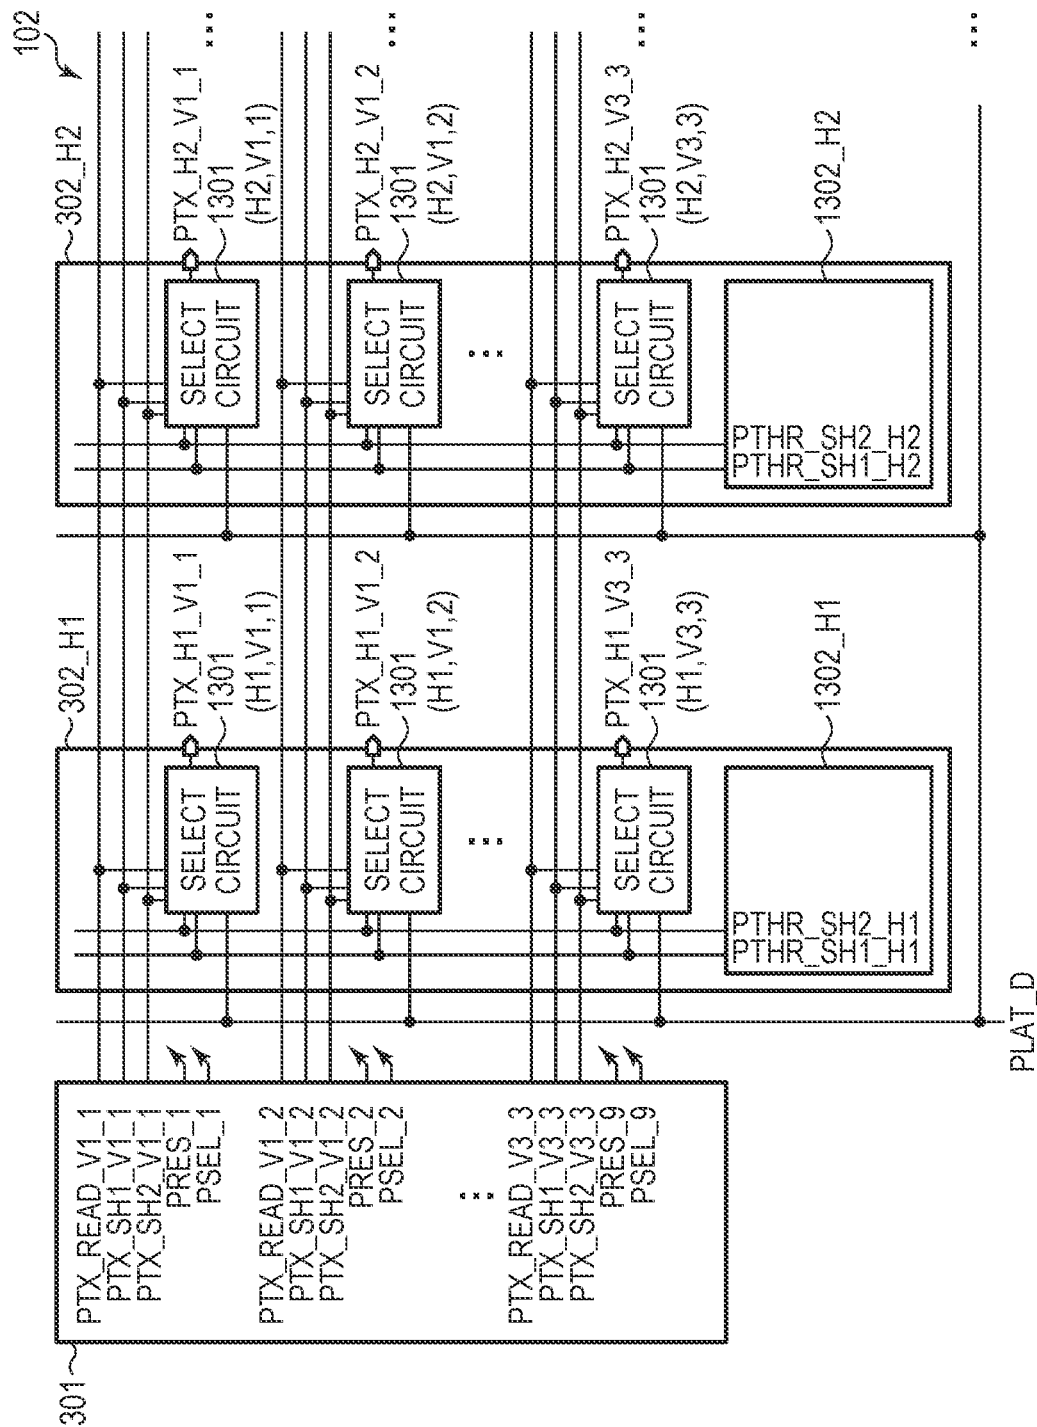 102
301
PTX_READ_V1_1
PTX_SH1_V1_1
PTX_SH2_V1_1
PRES_1
PSEL_1
PTX_READ_V1_2
PTX_SH1_V1_2
PTX_SH2_V1_2
PRES_2
PSEL_2
PTX_READ_V3_3
PTX_SH1_V3_3
PTX_SH2_V3_3
PRES_9
PSEL_9
PLAT_D
302_H1
SELECT
CIRCUIT
PTX_H1_V1_1
1301
(H1,V1,1)
SELECT
CIRCUIT
PTX_H1_V1_2
1301
(H1,V1,2)
SELECT
CIRCUIT
PTX_H1_V3_3
1301
(H1,V3,3)
PTHR_SH2_H1
PTHR_SH1_H1
1302_H1
302_H2
SELECT
CIRCUIT
PTX_H2_V1_1
1301
(H2,V1,1)
SELECT
CIRCUIT
PTX_H2_V1_2
1301
(H2,V1,2)
SELECT
CIRCUIT
PTX_H2_V3_3
1301
(H2,V3,3)
PTHR_SH2_H2
PTHR_SH1_H2
1302_H2